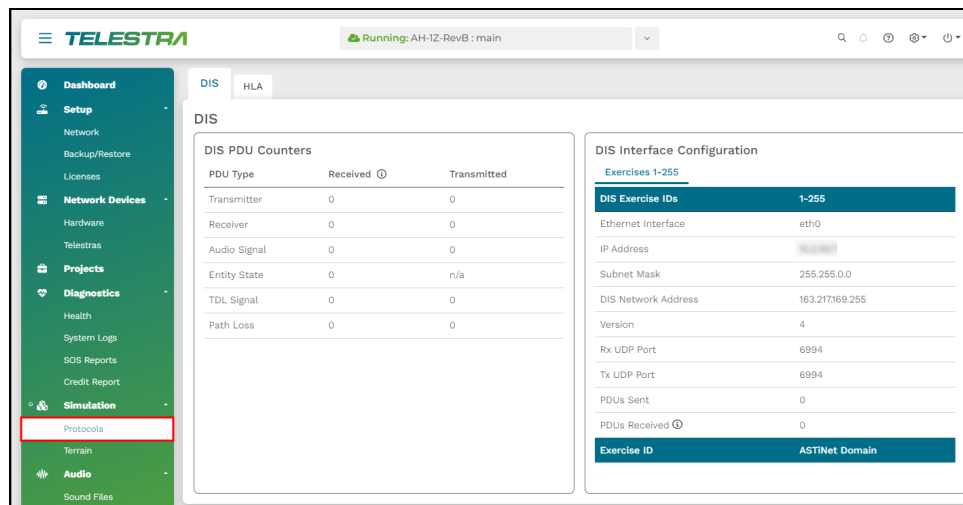 TELESTRA
Running: AH-1Z-RevB : main
Dashboard
Setup
Network
Backup/Restore
Licenses
Network Devices
Hardware
Telestras
Projects
Diagnostics
Health
System Logs
SOS Reports
Credit Report
Simulation
Protocols
Terrain
Audio
Sound Files
DIS HLA
DIS
DIS PDU Counters
PDU Type Received Transmitted
Transmitter 0 0
Receiver 0 0
Audio Signal 0 0
Entity State 0 n/a
TDL Signal 0 0
Path Loss 0 0
DIS Interface Configuration
Exercises 1-255
DIS Exercise IDs 1-255
Ethernet Interface eth0
IP Address
Subnet Mask 255.255.0.0
DIS Network Address 163.217.169.255
Version 4
Rx UDP Port 6994
Tx UDP Port 6994
PDUs Sent 0
PDUs Received 0
Exercise ID ASTiNet Domain